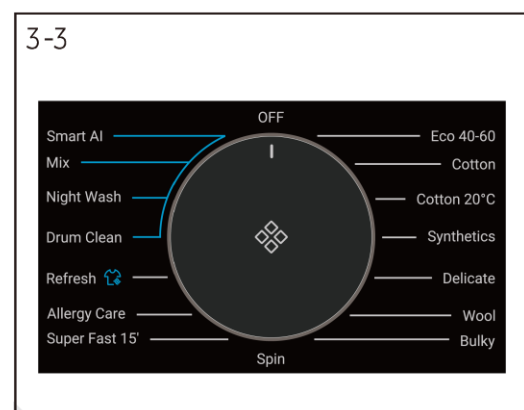 3-3
OFF
Smart AI
Eco 40-60
Mix
Cotton
Night Wash
Cotton 20°C
Drum Clean
Synthetics
Refresh
Delicate
Allergy Care
Wool
Super Fast 15'
Bulky
Spin